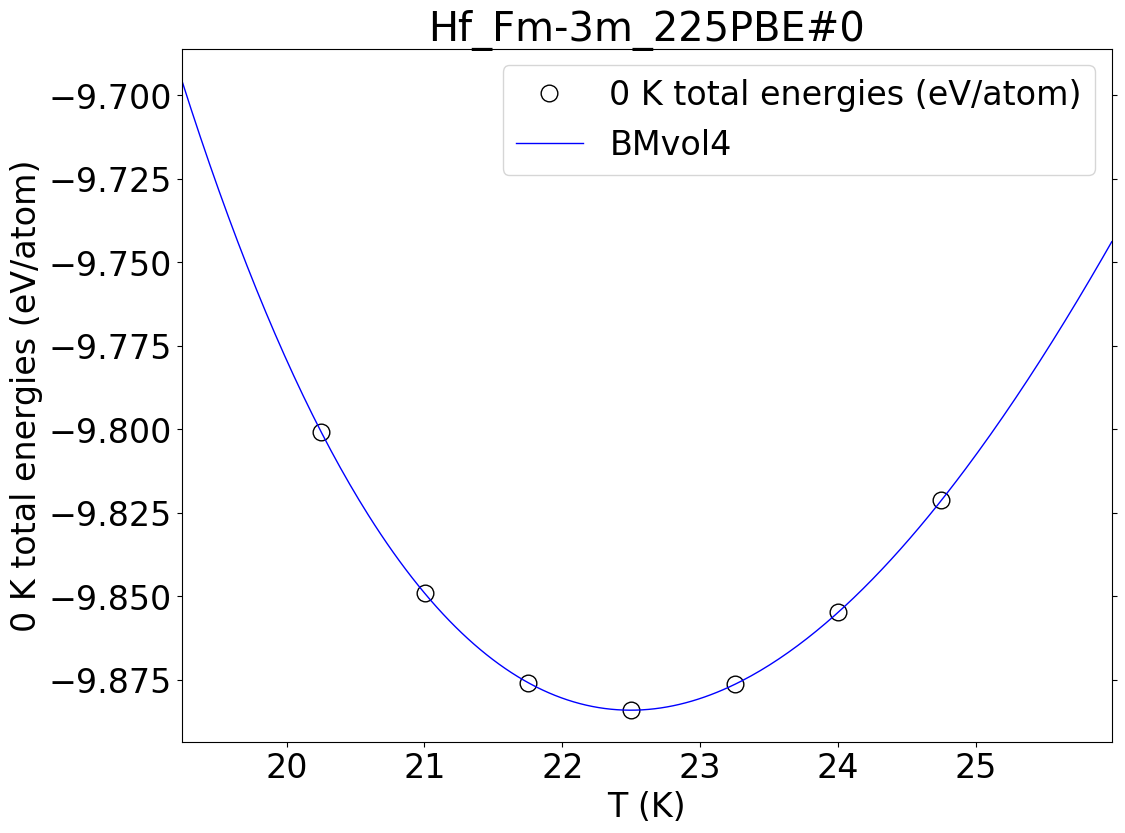 Hf_Fm-3m_225PBE#0
0 K total energies (eV/atom)
BMvol4
−9.700
−9.725
−9.750
−9.775
−9.800
−9.825
−9.850
−9.875
0 K total energies (eV/atom)
20 21 22 23 24 25
T (K)